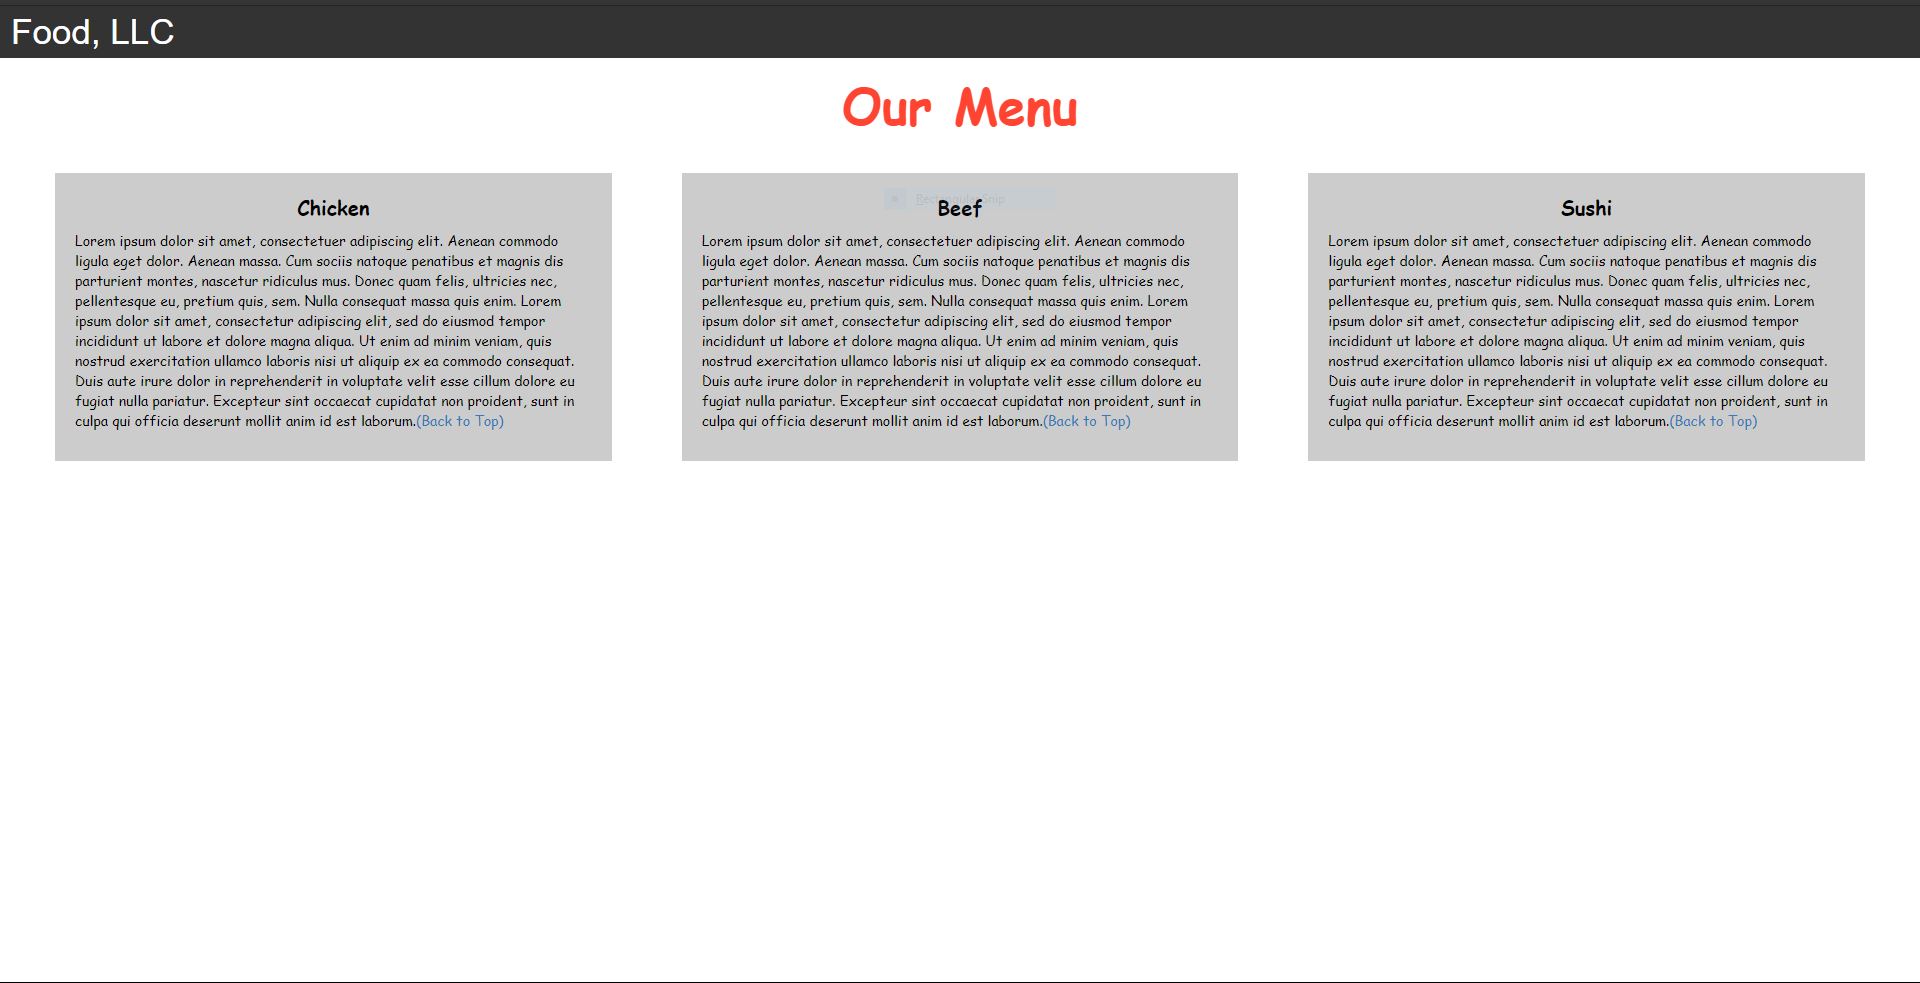 Food, LLC
Our Menu
Chicken
Lorem ipsum dolor sit amet, consectetuer adipiscing elit. Aenean commodo
ligula eget dolor. Aenean massa. Cum sociis natoque penatibus et magnis dis
parturient montes, nascetur ridiculus mus. Donec quam felis, ultricies nec,
pellentesque eu, pretium quis, sem. Nulla consequat massa quis enim. Lorem
ipsum dolor sit amet, consectetur adipiscing elit, sed do eiusmod tempor
incididunt ut labore et dolore magna aliqua. Ut enim ad minim veniam, quis
nostrud exercitation ullamco laboris nisi ut aliquip ex ea commodo consequat.
Duis aute irure dolor in reprehenderit in voluptate velit esse cillum dolore eu
fugiat nulla pariatur. Excepteur sint occaecat cupidatat non proident, sunt in
culpa qui officia deserunt mollit anim id est laborum.(Back to Top)
Beef
Lorem ipsum dolor sit amet, consectetuer adipiscing elit. Aenean commodo
ligula eget dolor. Aenean massa. Cum sociis natoque penatibus et magnis dis
parturient montes, nascetur ridiculus mus. Donec quam felis, ultricies nec,
pellentesque eu, pretium quis, sem. Nulla consequat massa quis enim. Lorem
ipsum dolor sit amet, consectetur adipiscing elit, sed do eiusmod tempor
incididunt ut labore et dolore magna aliqua. Ut enim ad minim veniam, quis
nostrud exercitation ullamco laboris nisi ut aliquip ex ea commodo consequat.
Duis aute irure dolor in reprehenderit in voluptate velit esse cillum dolore eu
fugiat nulla pariatur. Excepteur sint occaecat cupidatat non proident, sunt in
culpa qui officia deserunt mollit anim id est laborum.(Back to Top)
Sushi
Lorem ipsum dolor sit amet, consectetuer adipiscing elit. Aenean commodo
ligula eget dolor. Aenean massa. Cum sociis natoque penatibus et magnis dis
parturient montes, nascetur ridiculus mus. Donec quam felis, ultricies nec,
pellentesque eu, pretium quis, sem. Nulla consequat massa quis enim. Lorem
ipsum dolor sit amet, consectetur adipiscing elit, sed do eiusmod tempor
incididunt ut labore et dolore magna aliqua. Ut enim ad minim veniam, quis
nostrud exercitation ullamco laboris nisi ut aliquip ex ea commodo consequat.
Duis aute irure dolor in reprehenderit in voluptate velit esse cillum dolore eu
fugiat nulla pariatur. Excepteur sint occaecat cupidatat non proident, sunt in
culpa qui officia deserunt mollit anim id est laborum.(Back to Top)